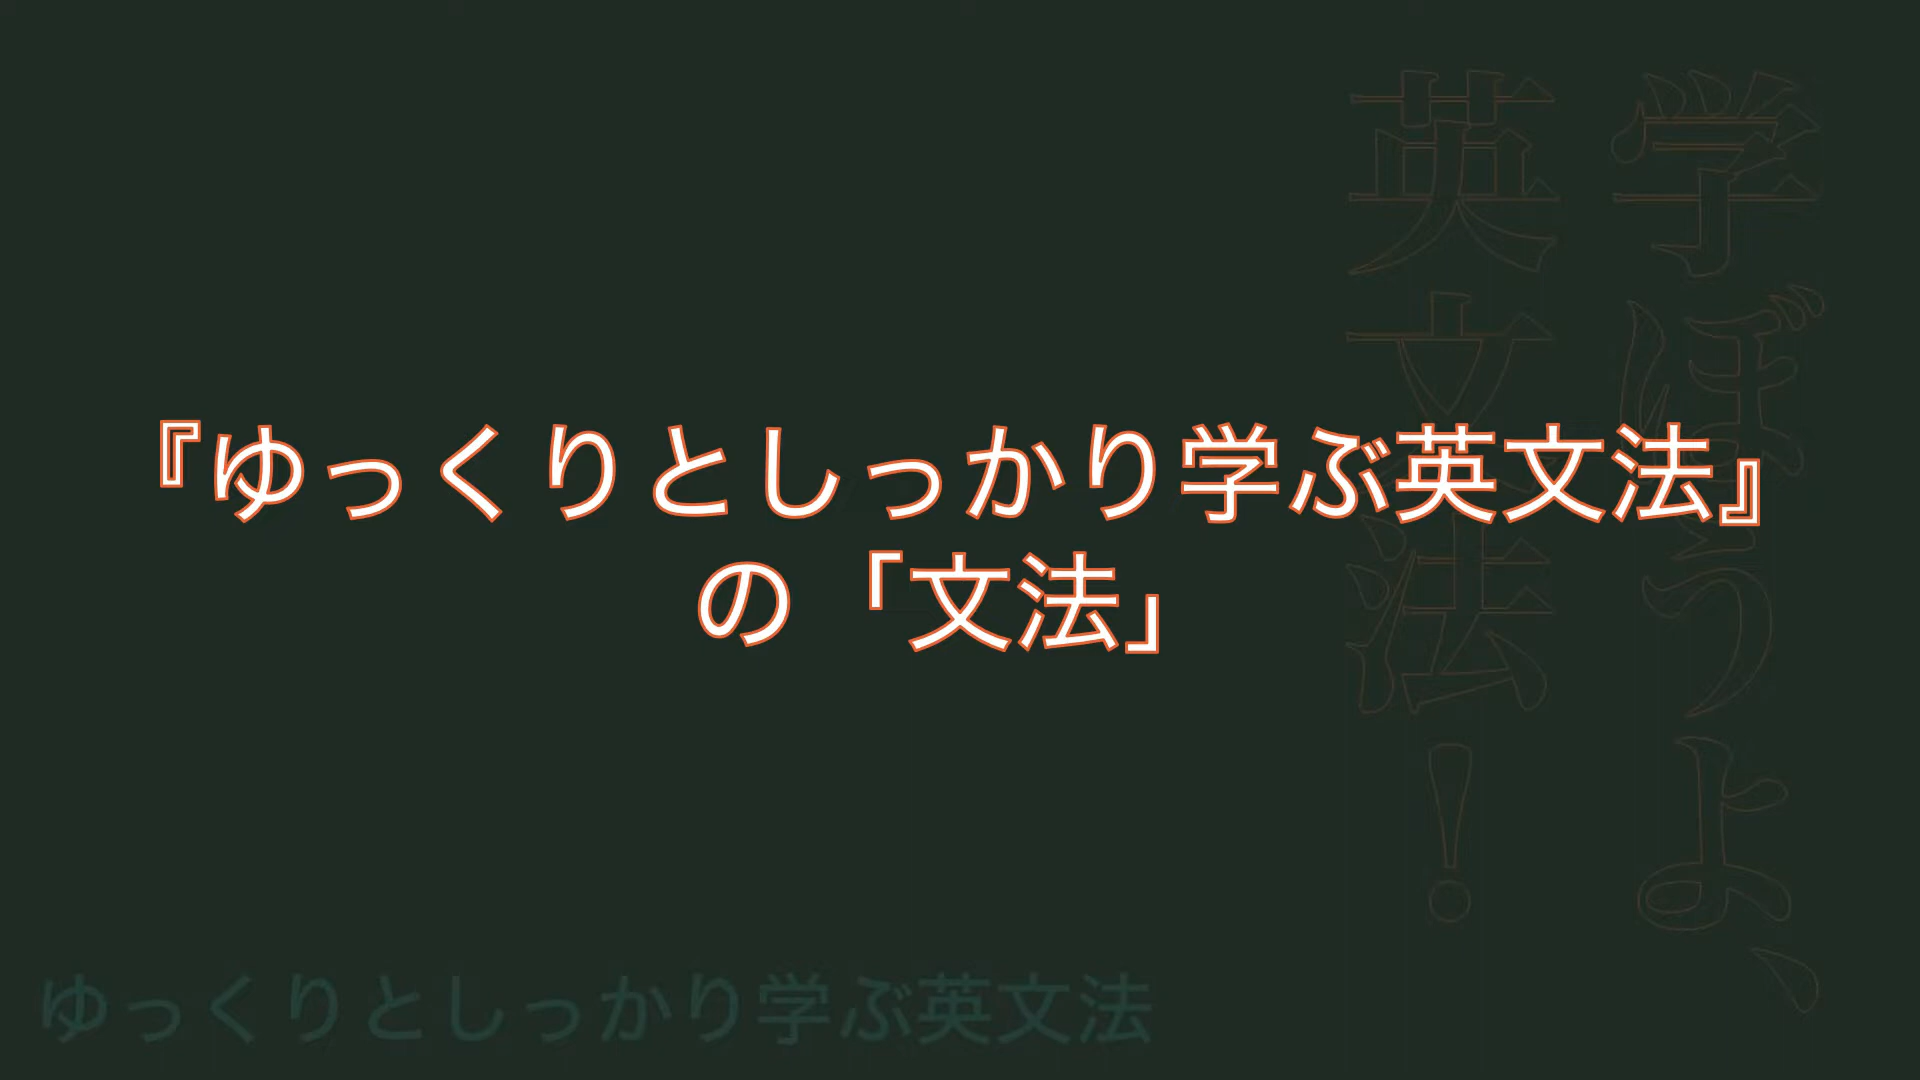 学ぼうよ、
英文法!
『ゆっくりとしっかり学ぶ英文法』
の「文法」
ゆっくりとしっかり学ぶ英文法